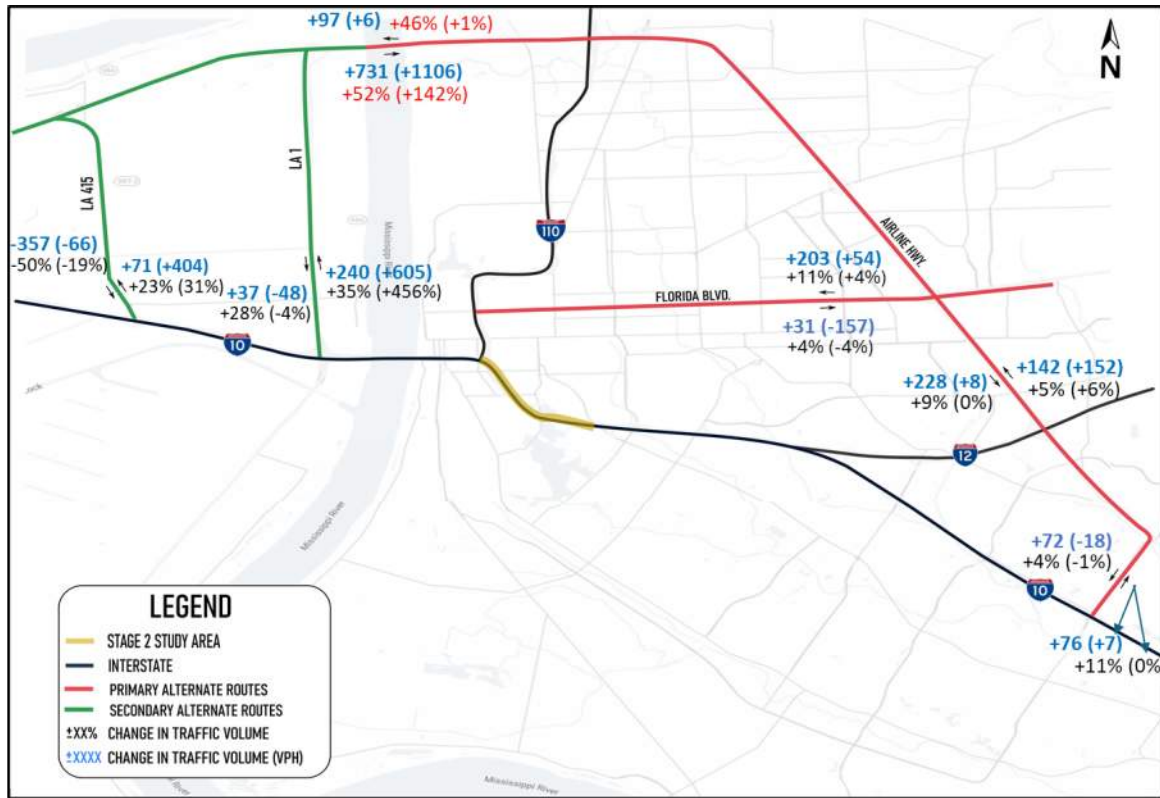 +97 (+6)
+46% (+1%)
N
+731 (+1106)
+52% (+142%)
LA 1
LA 415
Mississippi River
110
AIRLINE HWY.
-357 (-66)
-50% (-19%)
+71 (+404)
+23% (31%)
+37 (-48)
+28% (-4%)
+240 (+605)
+35% (+456%)
+203 (+54)
+11% (+4%)
FLORIDA BLVD.
+31 (-157)
+4% (-4%)
10
+228 (+8)
+9% (0%)
+142 (+152)
+5% (+6%)
12
Mississippi River
+72 (-18)
+4% (-1%)
10
+76 (+7)
+11% (0%
LEGEND
STAGE 2 STUDY AREA
INTERSTATE
PRIMARY ALTERNATE ROUTES
SECONDARY ALTERNATE ROUTES
±XX% CHANGE IN TRAFFIC VOLUME
±XXXX CHANGE IN TRAFFIC VOLUME (VPH)
Mississippi River